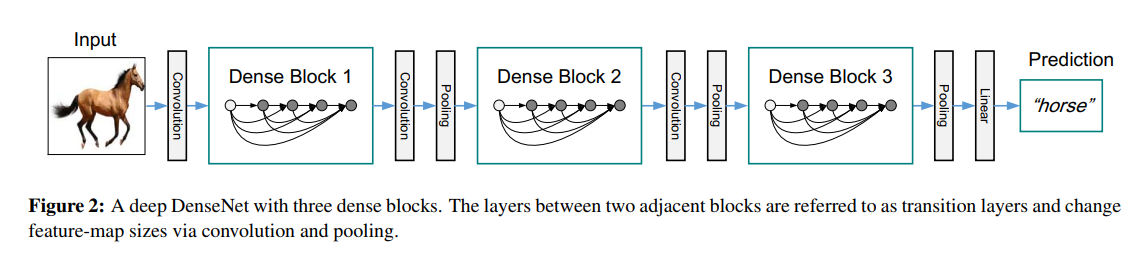 Input
Convolution
Dense Block 1
Convolution
Pooling
Dense Block 2
Convolution
Pooling
Dense Block 3
Pooling
Linear
Prediction
“horse”
Figure 2: A deep DenseNet with three dense blocks. The layers between two adjacent blocks are referred to as transition layers and change
feature-map sizes via convolution and pooling.